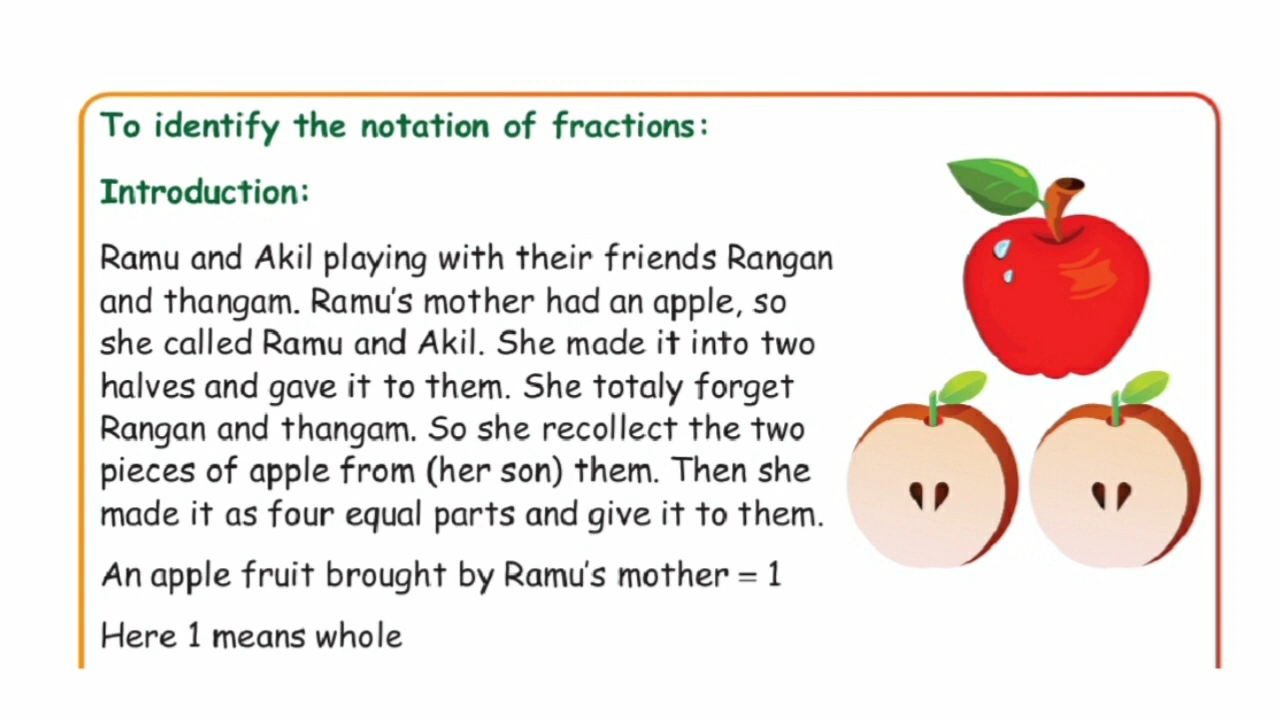 To identify the notation of fractions:
Introduction:
Ramu and Akil playing with their friends Rangan
and thangam. Ramu's mother had an apple, so
she called Ramu and Akil. She made it into two
halves and gave it to them. She totaly forget
Rangan and thangam. So she recollect the two
pieces of apple from (her son) them. Then she
made it as four equal parts and give it to them.
An apple fruit brought by Ramu's mother = 1
Here 1 means whole